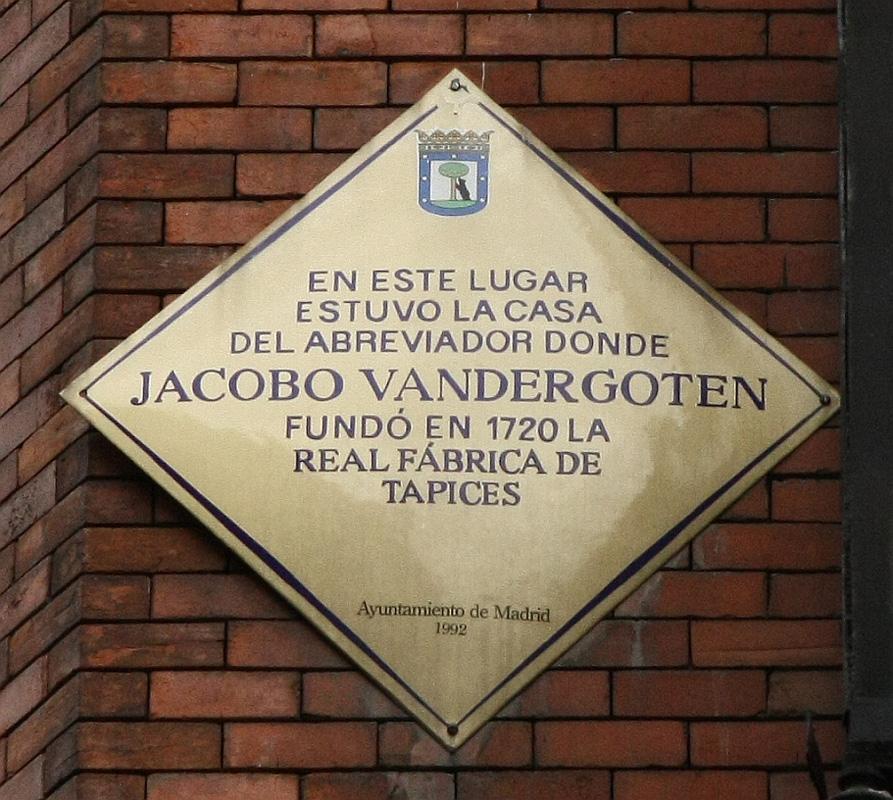 EN ESTE LUGAR
ESTUVO LA CASA
DEL ABREVIADOR DONDE
JACOBO VANDERGOTEN
FUNDÓ EN 1720 LA
REAL FÁBRICA DE
TAPICES
Ayuntamiento de Madrid
1992